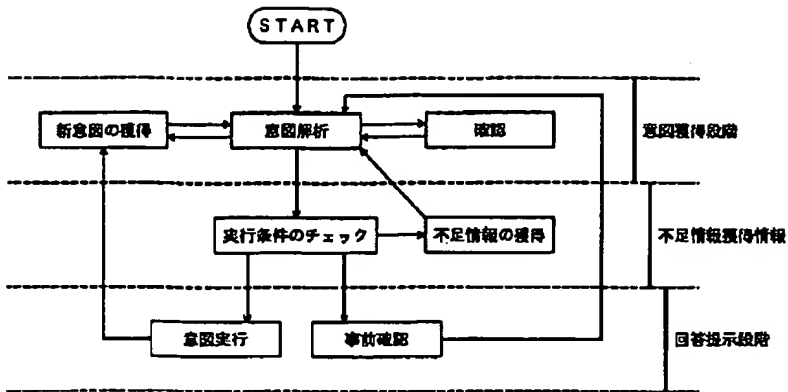 START
新意図の獲得
意図解析
確認
意図獲得段階
実行条件のチェック
不足情報の獲得
不足情報獲得情報
意図実行
事前確認
回答提示段階